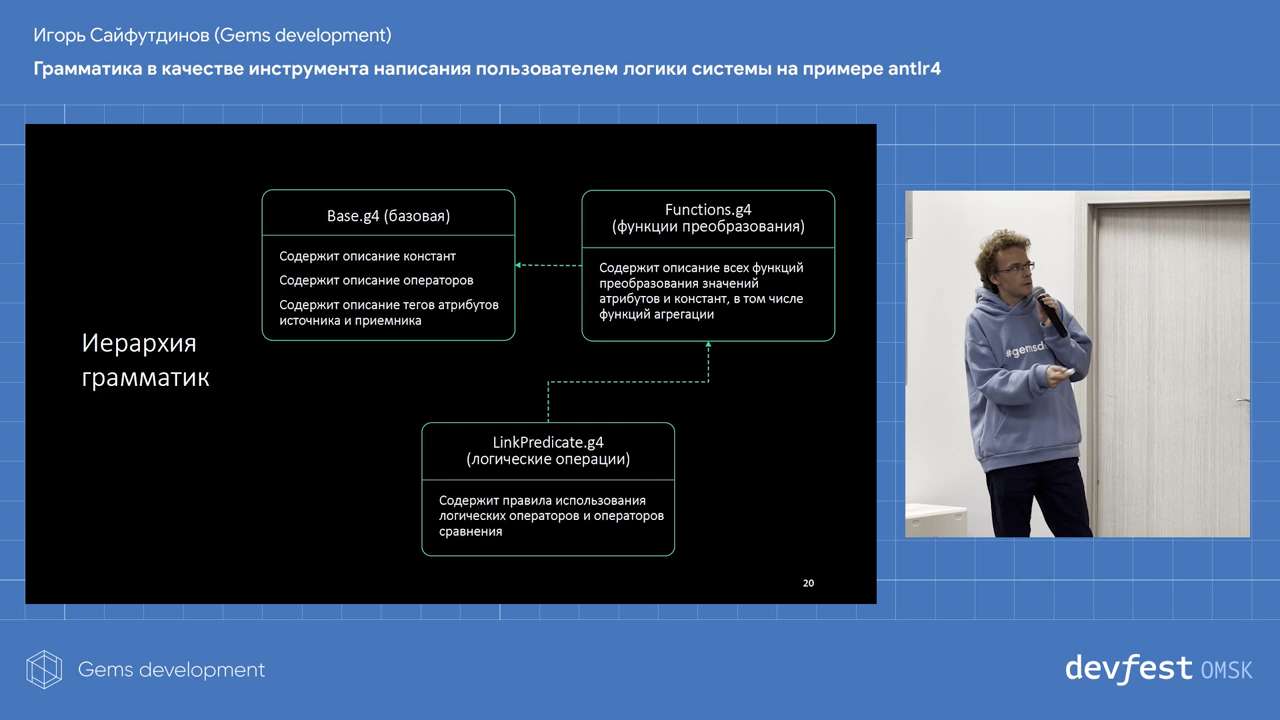 Игорь Сайфутдинов (Gems development)
Грамматика в качестве инструмента написания пользователем логики системы на примере antlr4
Иерархия
грамматик
Base.g4 (базовая)
Содержит описание констант
Содержит описание операторов
Содержит описание тегов атрибутов
источника и приемника
Functions.g4
(функции преобразования)
Содержит описание всех функций
преобразования значений
атрибутов и констант, в том числе
функций агрегации
LinkPredicate.g4
(логические операции)
Содержит правила использования
логических операторов и операторов
сравнения
20
Gems development
devfest OMSK